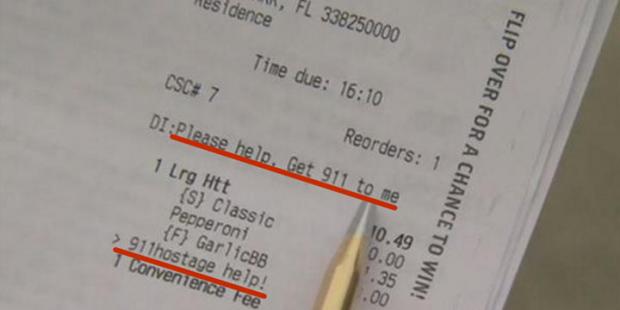 FL 338250000
Residence
Time due: 16:10
CSC# 7
Reorders: 1
DI:Please help. Get 911 to me
1 Lrg Htt
{S} Classic
Pepperoni
{F} GarlicBB
> 911hostage help!
1 Convenience Fee
10.49
0.00
.35
.00
FLIP OVER FOR A CHANCE TO WIN!